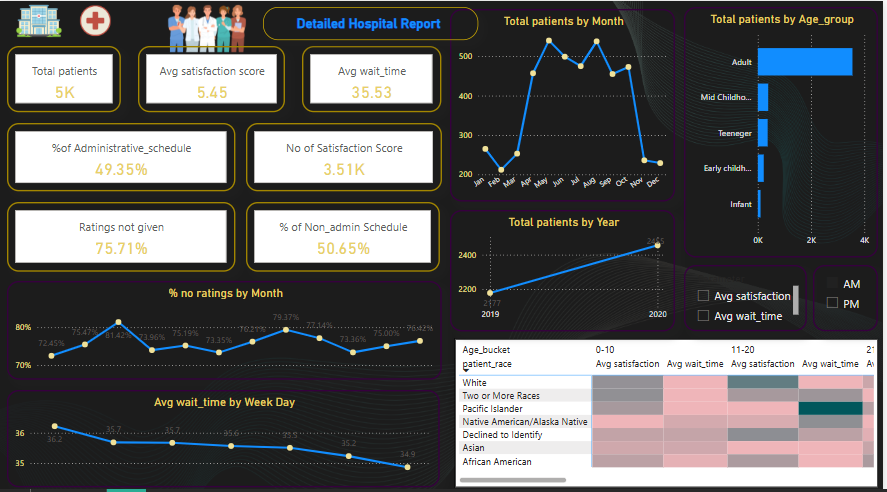 Detailed Hospital Report
Total patients
5K
Avg satisfaction score
5.45
Avg wait_time
35.53
%of Administrative_schedule
49.35%
No of Satisfaction Score
3.51K
Ratings not given
75.71%
% of Non_admin Schedule
50.65%
% no ratings by Month
80%
70%
72.45%
75.47%
81.42%
73.96%
75.19%
73.35%
76.21%
79.37%
77.14%
73.36%
75.00%
76.42%
Avg wait_time by Week Day
36
35
36.2
35.7
35.7
35.6
35.5
35.2
34.9
Total patients by Month
500
400
300
200
Jan
Feb
Mar
Apr
May
Jun
Jul
Aug
Sep
Oct
Nov
Dec
Total patients by Year
2400
2200
2177
2019
2020
Total patients by Age_group
Adult
Mid Childho...
Teeneger
Early childh...
Infant
0K
2K
4K
Avg satisfaction
Avg wait_time
AM
PM
Age_bucket 0-10 11-20 21
patient_race Avg satisfaction Avg wait_time Avg satisfaction Avg wait_time Av
White
Two or More Races
Pacific Islander
Native American/Alaska Native
Declined to Identify
Asian
African American